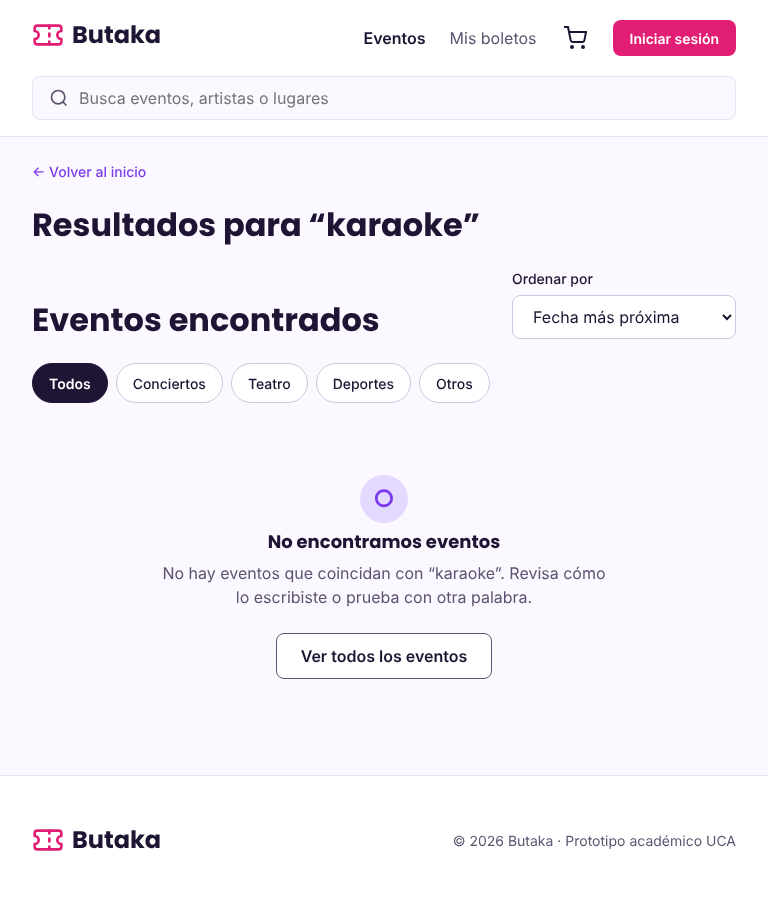 Butaka
Eventos
Mis boletos
Iniciar sesión
Busca eventos, artistas o lugares
← Volver al inicio
Resultados para “karaoke”
Ordenar por
Eventos encontrados
Fecha más próxima
Todos
Conciertos
Teatro
Deportes
Otros
No encontramos eventos
No hay eventos que coincidan con “karaoke”. Revisa cómo
lo escribiste o prueba con otra palabra.
Ver todos los eventos
Butaka
© 2026 Butaka · Prototipo académico UCA